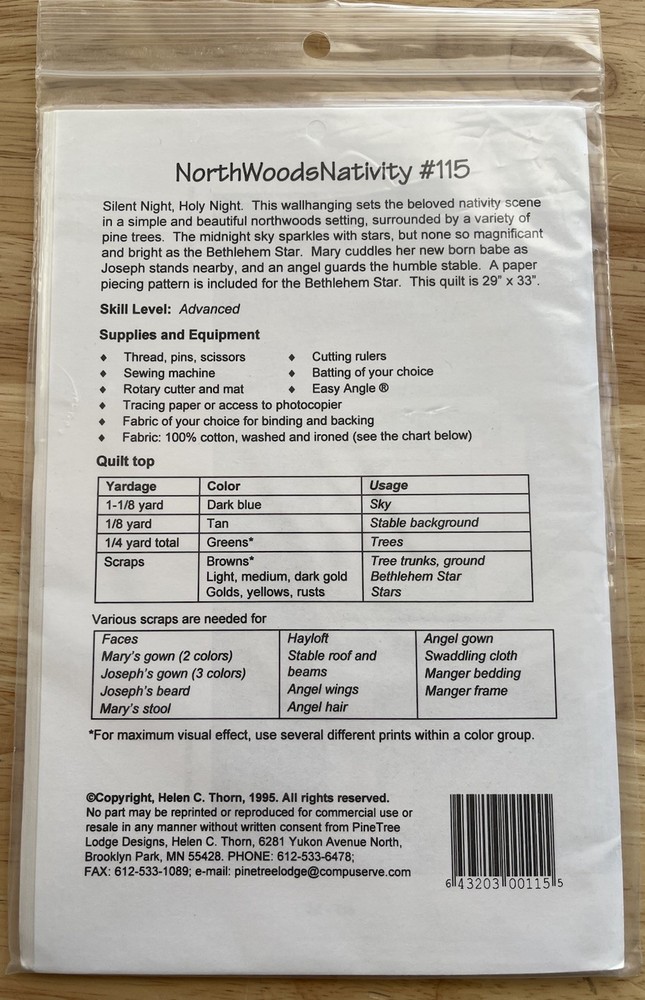 NorthWoodsNativity #115
Silent Night, Holy Night. This wallhanging sets the beloved nativity scene
in a simple and beautiful northwoods setting, surrounded by a variety of
pine trees. The midnight sky sparkles with stars, but none so magnificant
and bright as the Bethlehem Star. Mary cuddles her new born babe as
Joseph stands nearby, and an angel guards the humble stable. A paper
piecing pattern is included for the Bethlehem Star. This quilt is 29" x 33".
Skill Level: Advanced
Supplies and Equipment
♦ Thread, pins, scissors ♦ Cutting rulers
♦ Sewing machine ♦ Batting of your choice
♦ Rotary cutter and mat ♦ Easy Angle ®
♦ Tracing paper or access to photocopier
♦ Fabric of your choice for binding and backing
♦ Fabric: 100% cotton, washed and ironed (see the chart below)
Quilt top
Yardage Color Usage
1-1/8 yard Dark blue Sky
1/8 yard Tan Stable background
1/4 yard total Greens* Trees
Scraps Browns* Tree trunks, ground
Light, medium, dark gold Bethlehem Star
Golds, yellows, rusts Stars
Various scraps are needed for
Faces Hayloft Angel gown
Mary's gown (2 colors) Stable roof and Swaddling cloth
Joseph's gown (3 colors) beams Manger bedding
Joseph's beard Angel wings Manger frame
Mary's stool Angel hair
*For maximum visual effect, use several different prints within a color group.
©Copyright, Helen C. Thorn, 1995. All rights reserved.
No part may be reprinted or reproduced for commercial use or
resale in any manner without written consent from PineTree
Lodge Designs, Helen C. Thorn, 6281 Yukon Avenue North,
Brooklyn Park, MN 55428. PHONE: 612-533-6478;
FAX: 612-533-1089; e-mail: pinetreelodge@compuserve.com
6 43203 00115 5